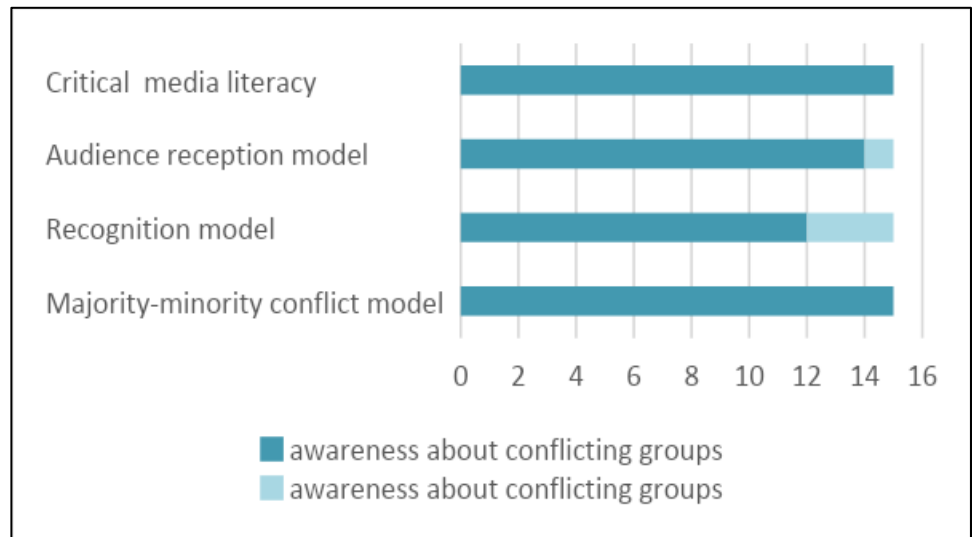 Critical media literacy
Audience reception model
Recognition model
Majority-minority conflict model
0 2 4 6 8 10 12 14 16
awareness about conflicting groups
awareness about conflicting groups